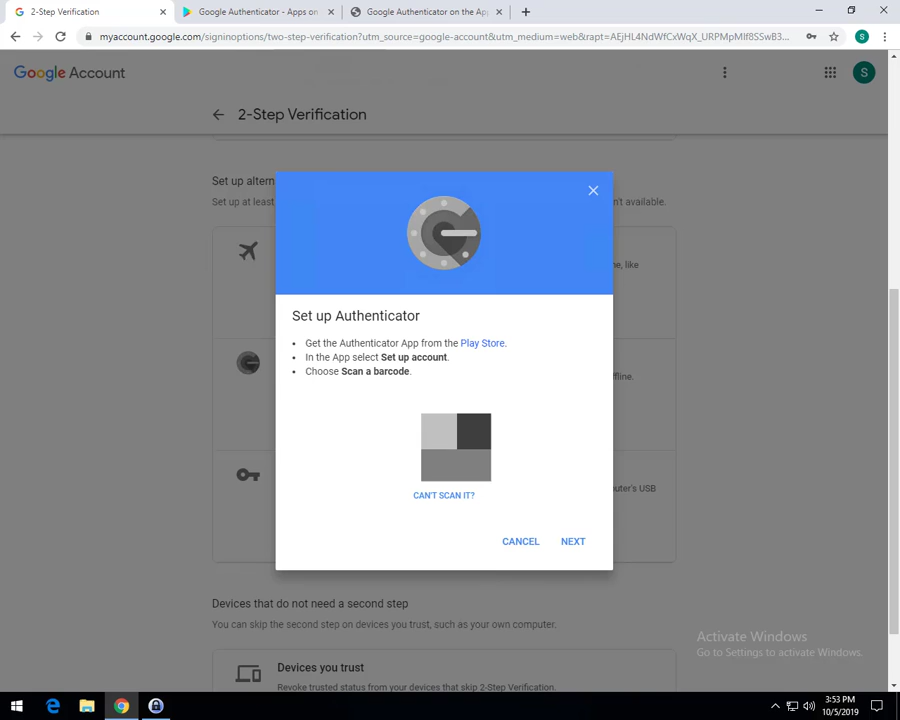 2-Step Verification
Google Authenticator - Apps on
Google Authenticator on the Ap
myaccount.google.com/signinoptions/two-step-verification?utm_source=google-account&utm_medium=web&rapt=AEjHL4NdWfCxWqX_URPMpMIf8SSwB3...
S
Google Account
S
2-Step Verification
Set up altern
Set up at least
n't available.
ne, like
Set up Authenticator
Get the Authenticator App from the Play Store.
In the App select Set up account.
Choose Scan a barcode.
ffline.
CAN'T SCAN IT?
nputer's USB
CANCEL NEXT
Devices that do not need a second step
You can skip the second step on devices you trust, such as your own computer.
Activate Windows
Go to Settings to activate Windows.
Devices you trust
Revoke trusted status from your devices that skip 2-Step Verification.
3:53 PM
10/5/2019